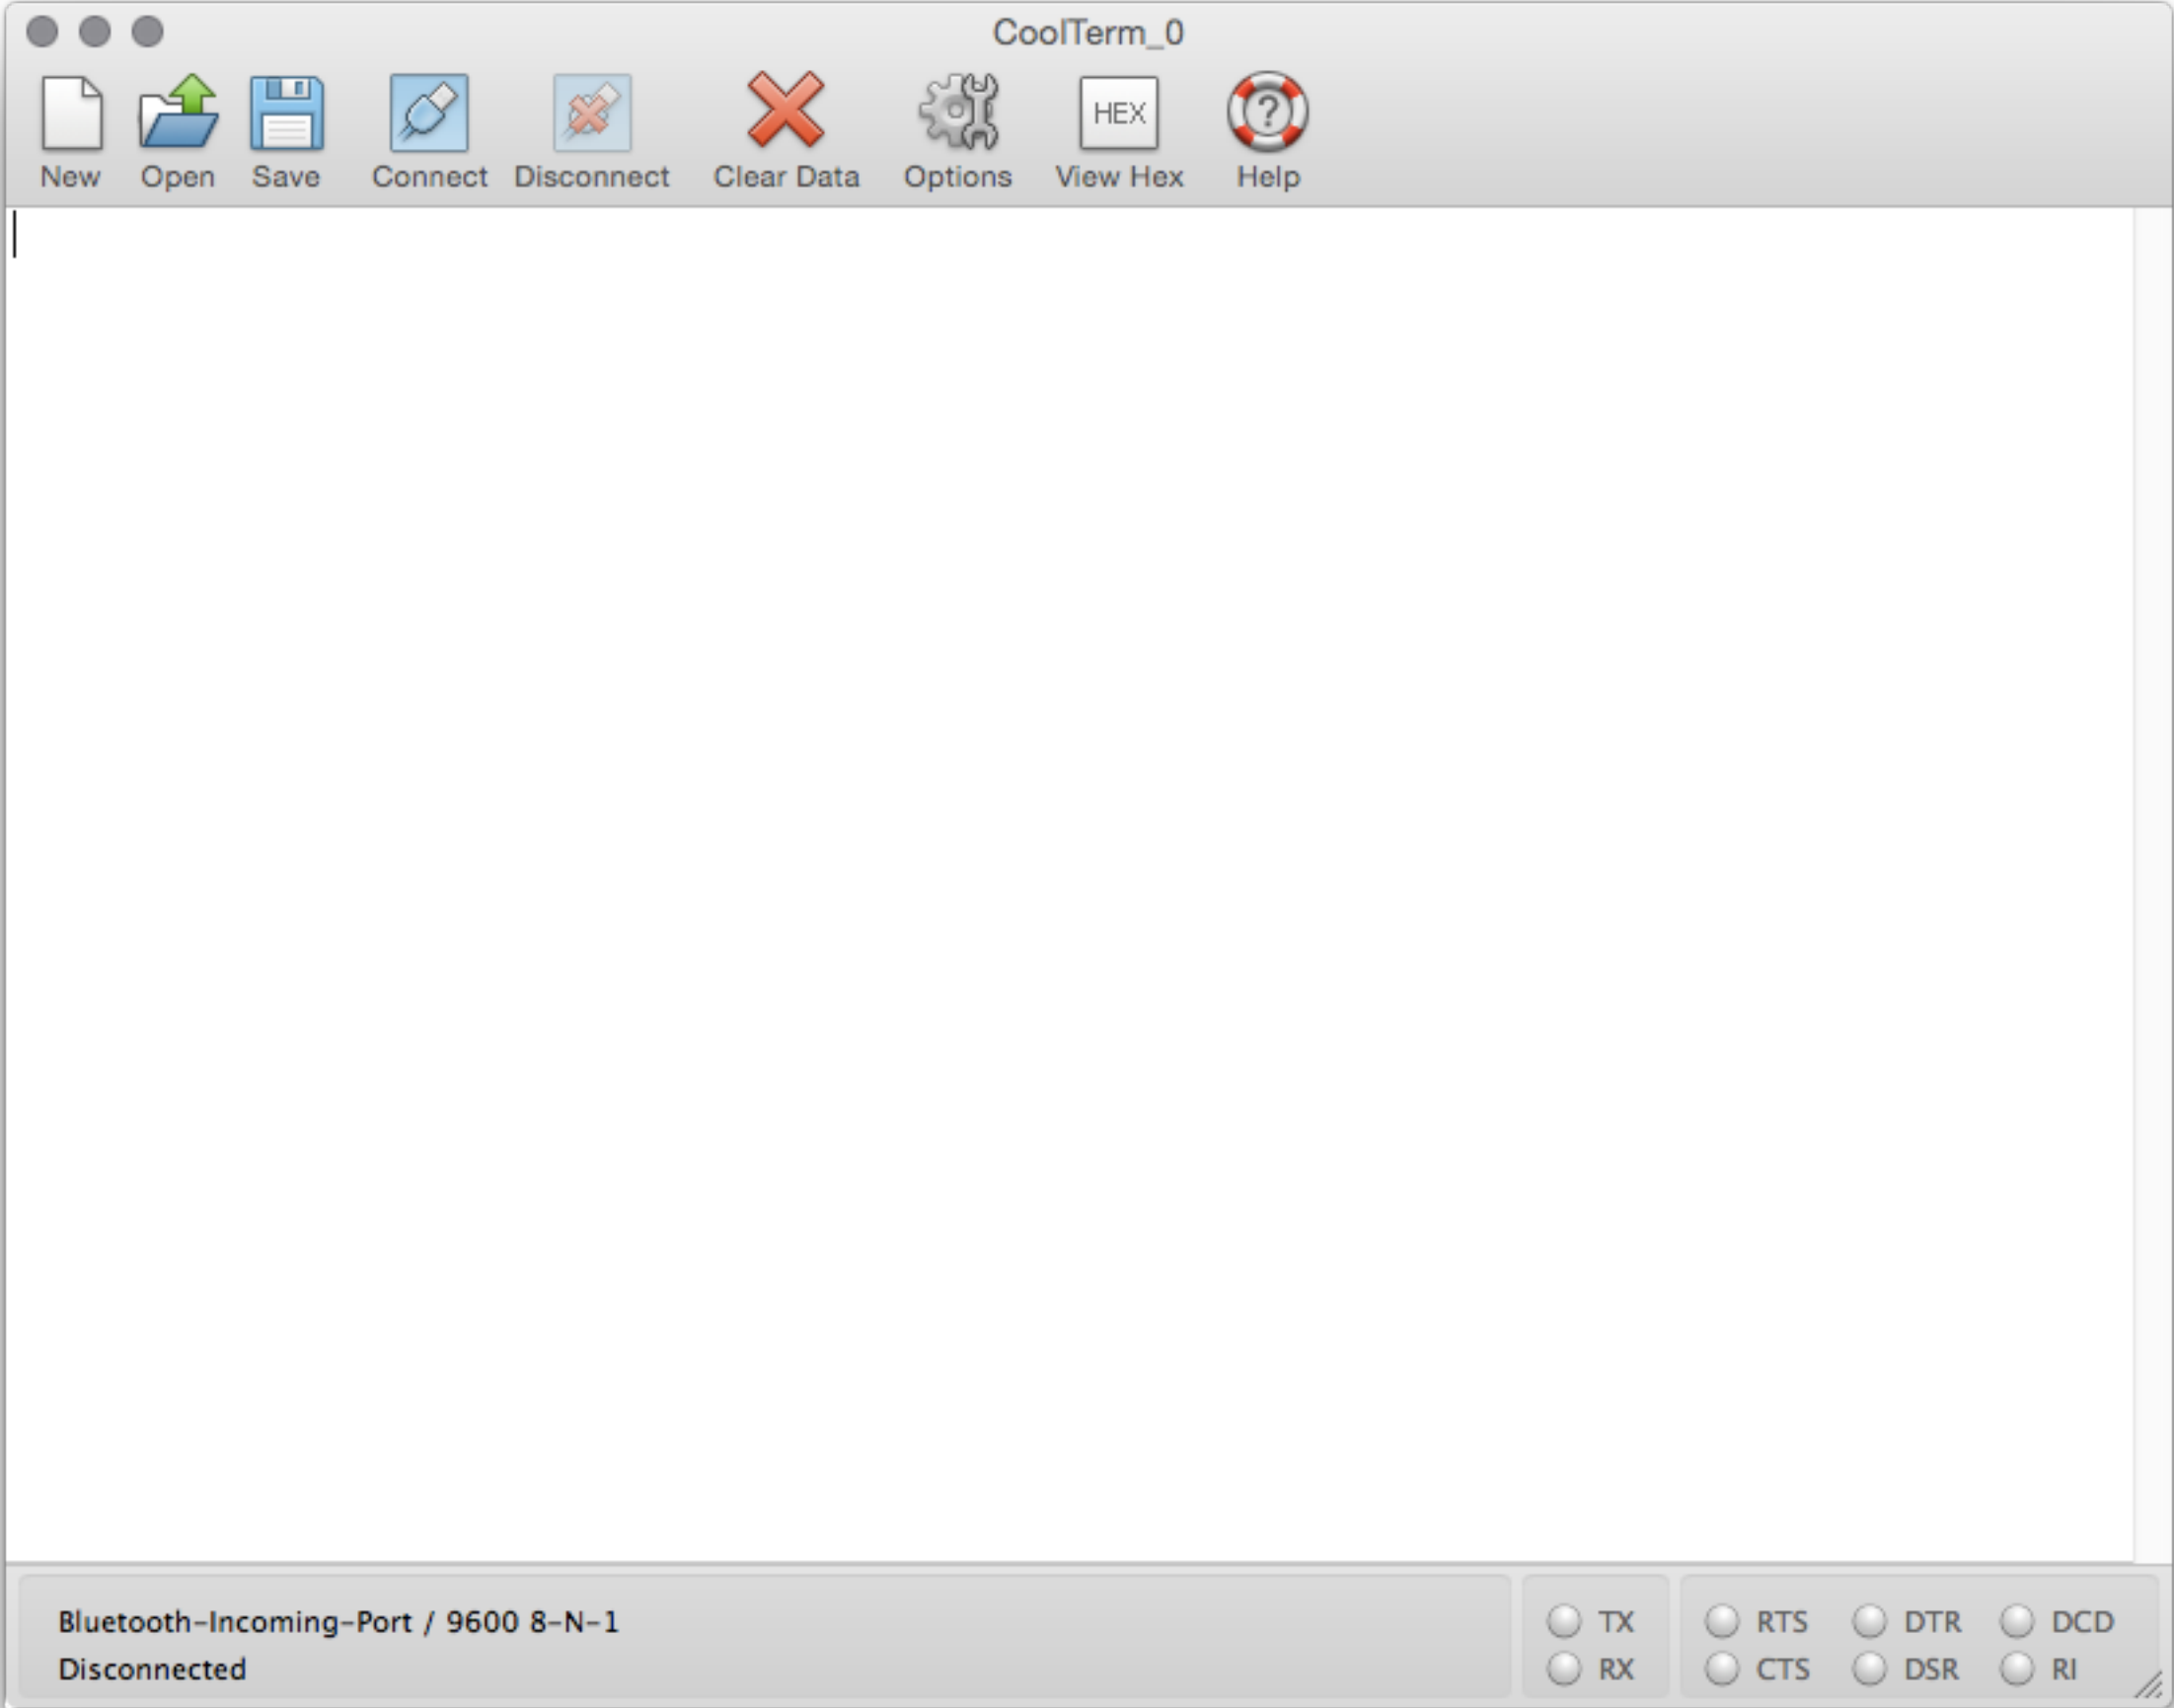 CoolTerm_0
HEX
?
New Open Save Connect Disconnect Clear Data Options View Hex Help
Bluetooth-Incoming-Port / 9600 8-N-1
Disconnected
TX RTS DTR DCD
RX CTS DSR RI